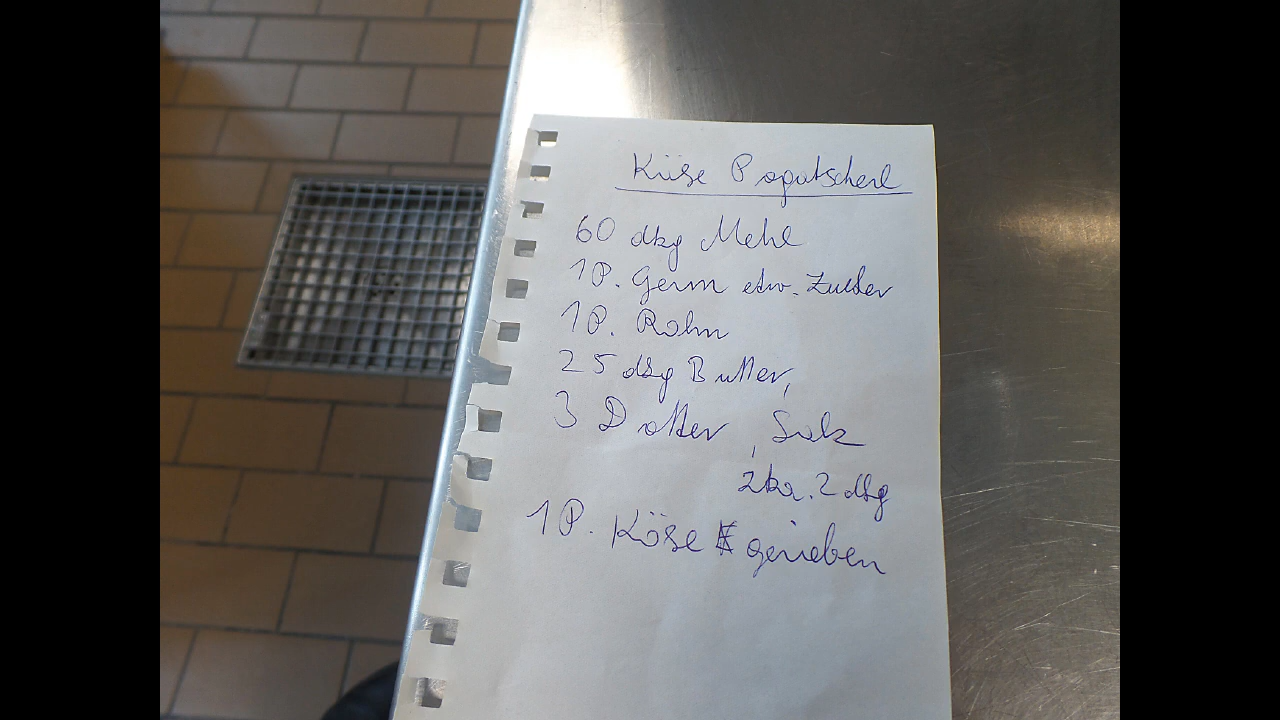 Käse Pogatscherl
60 dkg Mehl
1P. Germ etw. Zucker
1P. Rahm
25 dkg Butter,
3 Dotter, Salz
2 dkg
1P. Käse gerieben